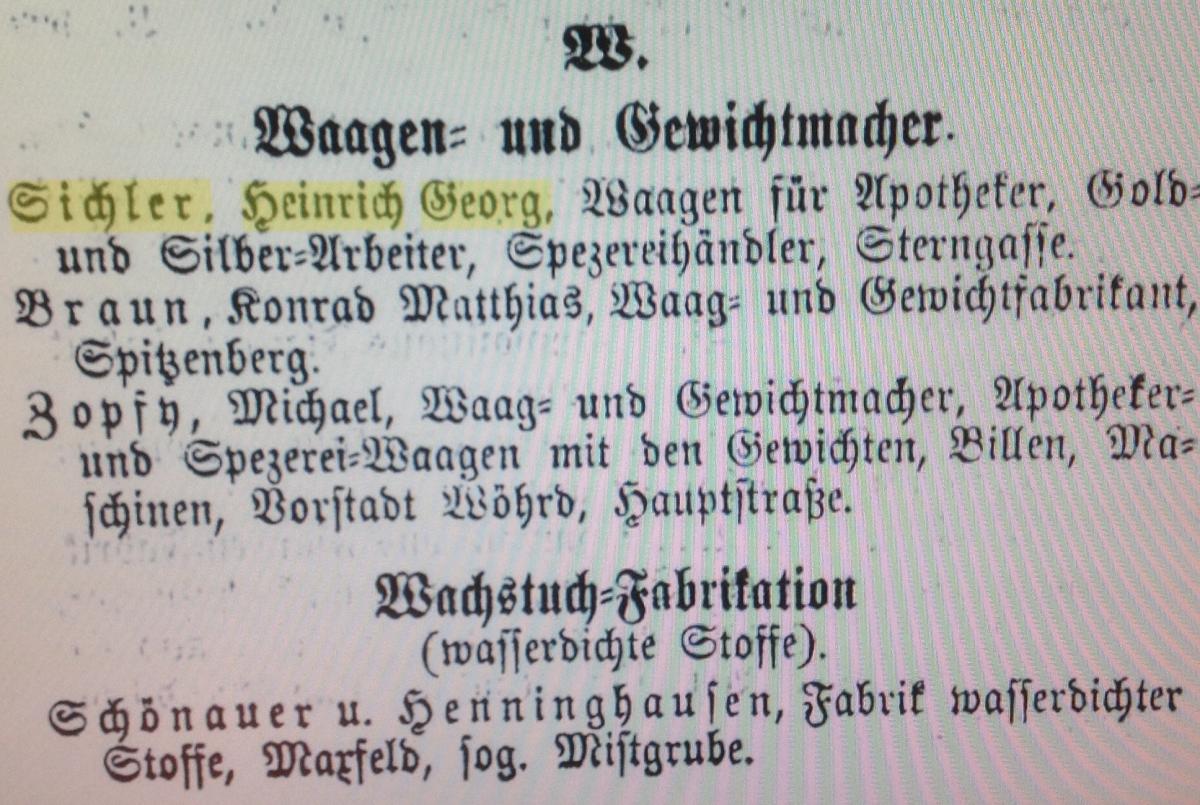 W.
Waagen- und Gewichtmacher.
Sichler, Heinrich Georg, Waagen für Apotheker, Gold-
und Silber-Arbeiter, Spezereihändler, Sterngasse.
Braun, Konrad Matthias, Waag- und Gewichtfabrikant,
Spitzenberg.
Zopfy, Michael, Waag- und Gewichtmacher, Apotheker-
und Spezerei-Waagen mit den Gewichten, Billen, Ma-
schinen, Vorstadt Wöhrd, Hauptstraße.
Wachstuch-Fabrikation
(wasserdichte Stoffe).
Schönauer u. Henninghausen, Fabrik wasserdichter
Stoffe, Maxfeld, sog. Mistgrube.